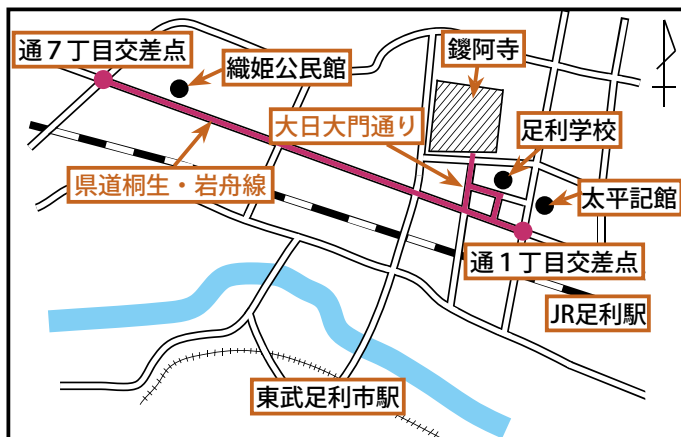 通7丁目交差点
織姫公民館
鑁阿寺
大日大門通り
足利学校
県道桐生・岩舟線
太平記館
通1丁目交差点
JR足利駅
東武足利市駅